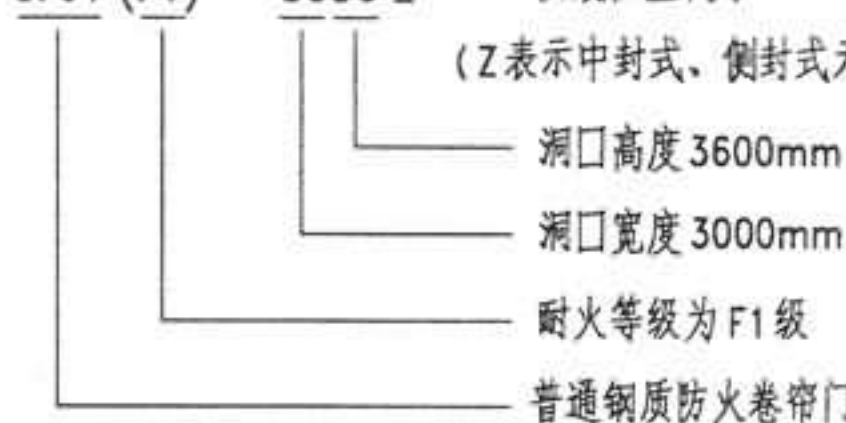 (Z表示中封式、侧封式
洞口高度3600mm
洞口宽度3000mm
耐火等级为F1级
普通钢质防火卷帘门